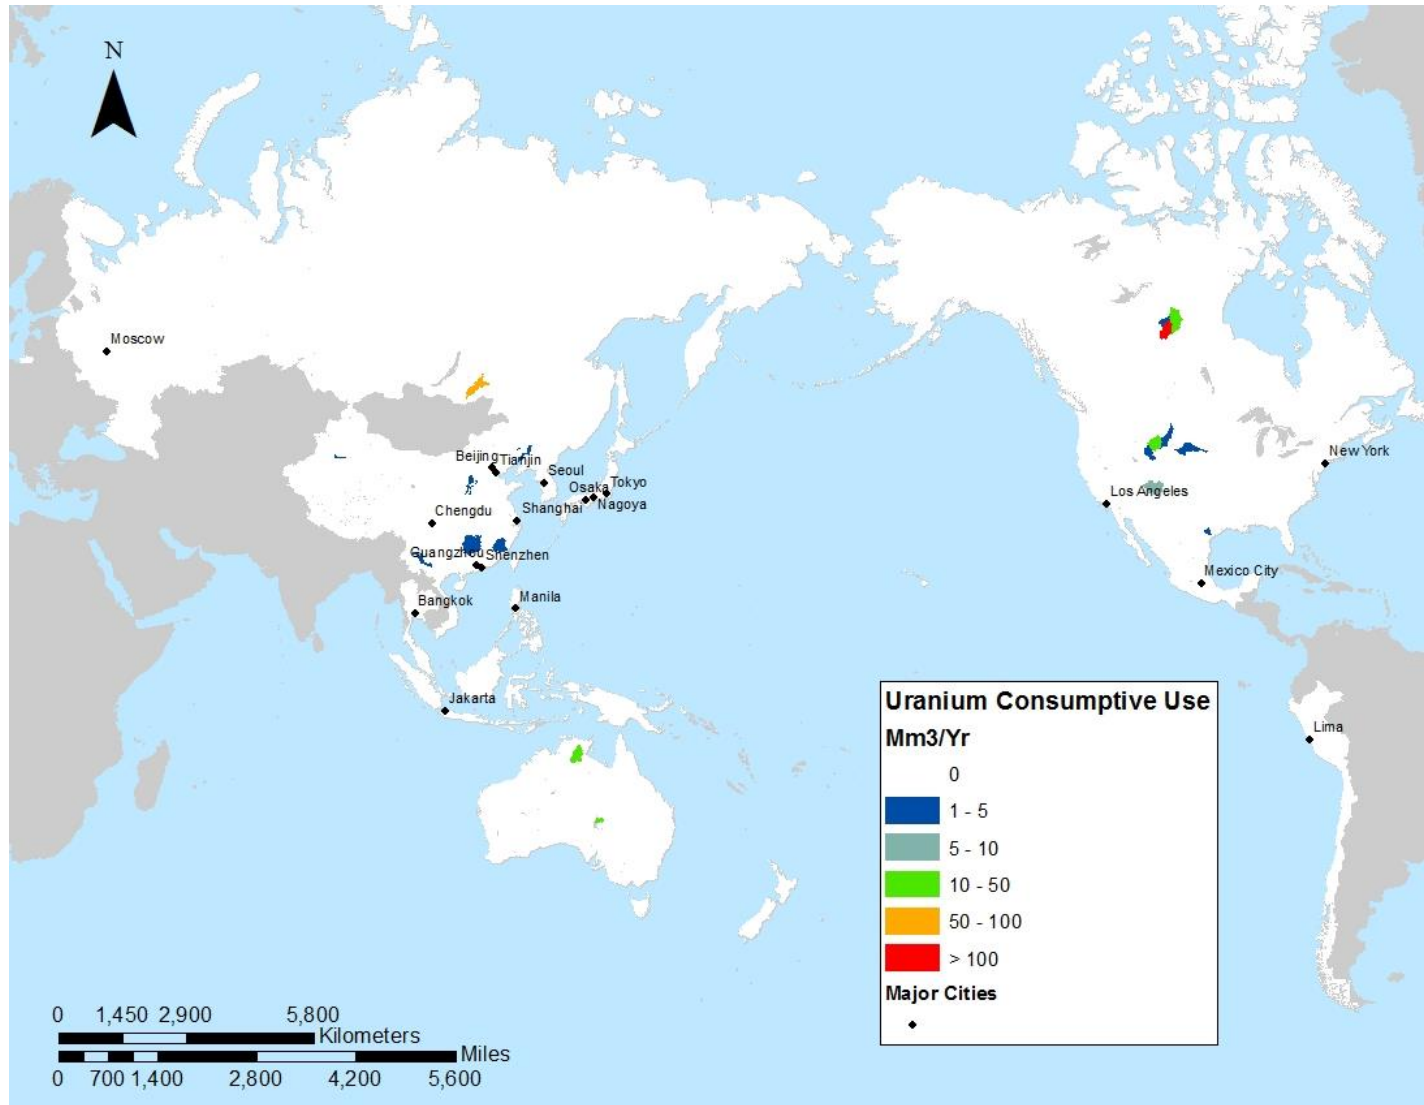 N
Moscow
Beijing
Tianjin
Seoul
Osaka
Tokyo
Nagoya
Chengdu
Shanghai
Guangzhou
Shenzhen
Bangkok
Manila
Jakarta
New York
Los Angeles
Mexico City
Lima
Uranium Consumptive Use
Mm3/Yr
0
1 - 5
5 - 10
10 - 50
50 - 100
> 100
Major Cities
0 1,450 2,900 5,800
Kilometers
Miles
0 700 1,400 2,800 4,200 5,600